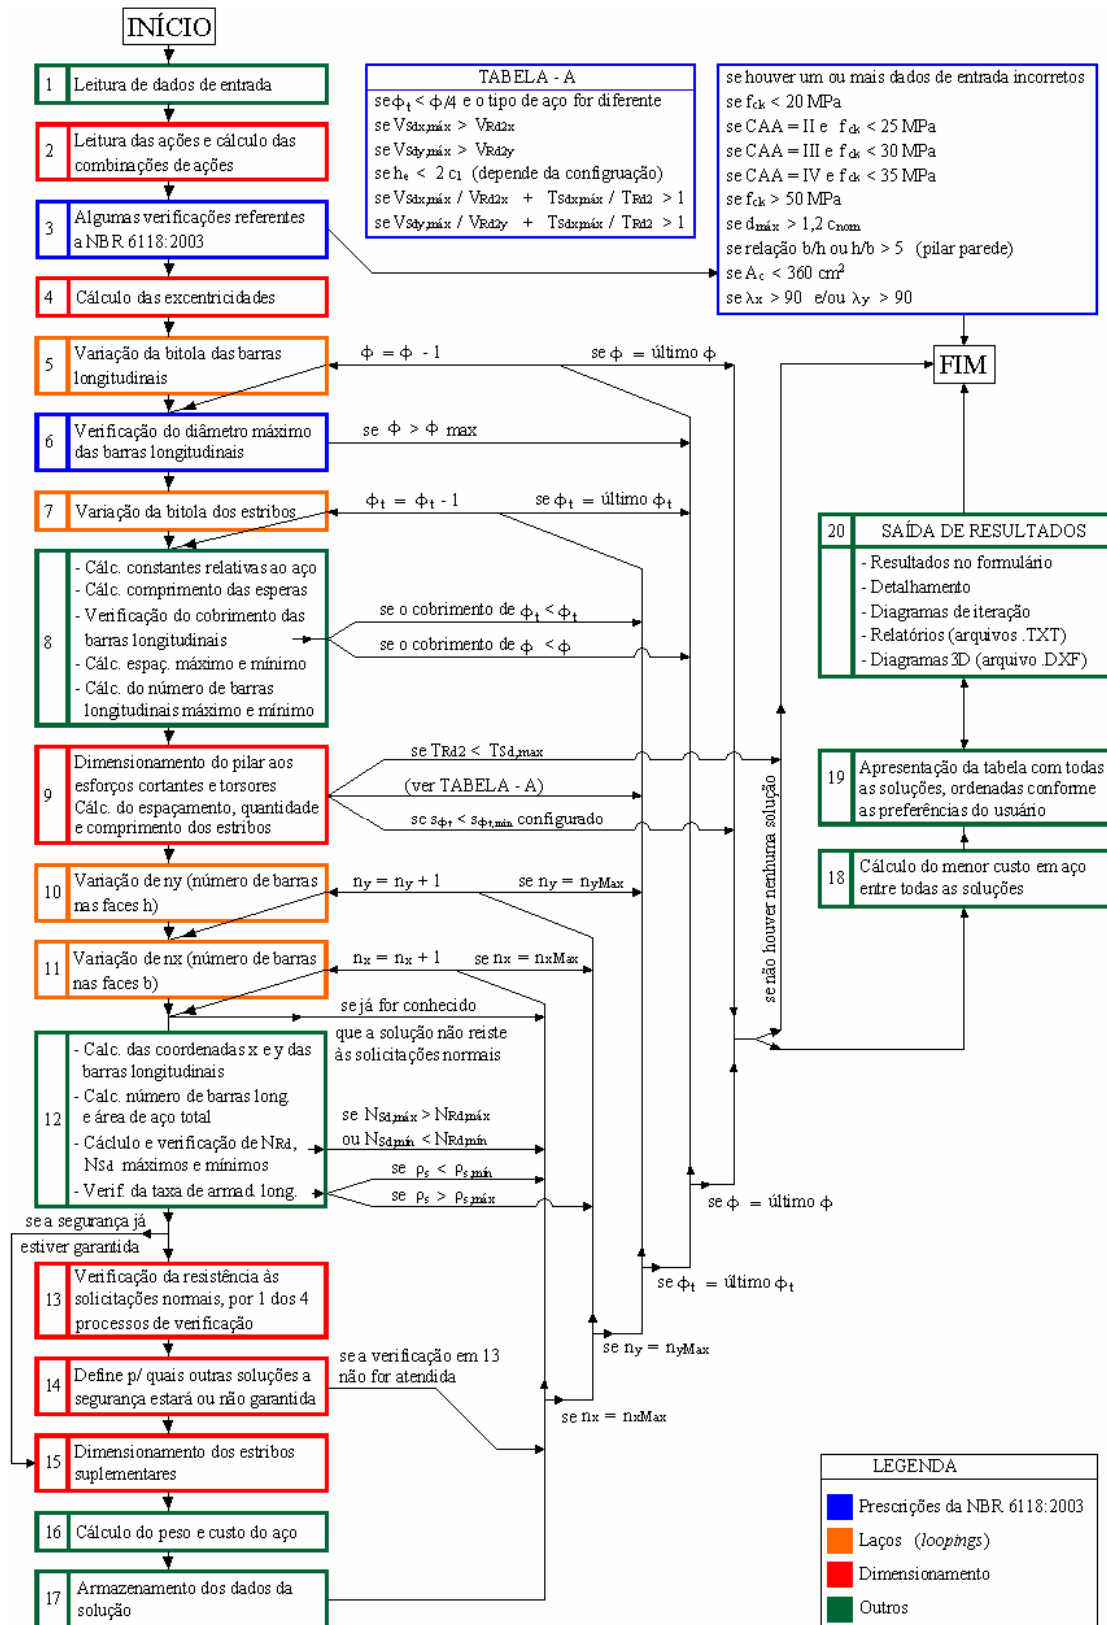 INÍCIO
1 Leitura de dados de entrada
2 Leitura das ações e cálculo das
combinações de ações
3 Algumas verificações referentes
a NBR 6118:2003
4 Cálculo das excentricidades
5 Variação da bitola das barras
longitudinais
6 Verificação do diâmetro máximo
das barras longitudinais
7 Variação da bitola dos estribos
8
- Cálc. constantes relativas ao aço
- Cálc. comprimento das esperas
- Verificação do cobrimento das
barras longitudinais
- Cálc. espaç. máximo e mínimo
- Cálc. do número de barras
longitudinais máximo e mínimo
9 Dimensionamento do pilar aos
esforços cortantes e torsores
Cálc. do espaçamento, quantidade
e comprimento dos estribos
10 Variação de ny (número de barras
nas faces h)
11 Variação de nx (número de barras
nas faces b)
12
- Calc. das coordenadas x e y das
barras longitudinais
- Calc. número de barras long.
e área de aço total
- Cáclulo e verificação de NRd,
NSd máximos e mínimos
- Verif. da taxa de armad. long.
se a segurança já
estiver garantida
13 Verificação da resistência às
solicitações normais, por 1 dos 4
processos de verificação
14 Define p/ quais outras soluções a
segurança estará ou não garantida
15 Dimensionamento dos estribos
suplementares
16 Cálculo do peso e custo do aço
17 Armazenamento dos dados da
solução
TABELA - A
se ϕt < ϕ/4 e o tipo de aço for diferente
se VSdx,máx > VRd2x
se VSdy,máx > VRd2y
se he < 2 c1 (depende da configruação)
se VSdx,máx / VRd2x + TSdxmáx / TRd2 > 1
se VSdy,máx / VRd2y + TSdxmáx / TRd2 > 1
se houver um ou mais dados de entrada incorretos
se fck < 20 MPa
se CAA = II e fck < 25 MPa
se CAA = III e fck < 30 MPa
se CAA = IV e fck < 35 MPa
se fck > 50 MPa
se dmáx > 1,2 cnom
se relação b/h ou h/b > 5 (pilar parede)
se Ac < 360 cm²
se λx > 90 e/ou λy > 90
FIM
ϕ = ϕ - 1
se ϕ = último ϕ
se ϕ > ϕ max
ϕt = ϕt - 1
se ϕt = último ϕt
se o cobrimento de ϕt < ϕt
se o cobrimento de ϕ < ϕ
se TRd2 < TSd,max
(ver TABELA - A)
se sϕt < sϕt,min configurado
ny = ny + 1
se ny = nyMax
nx = nx + 1
se nx = nxMax
se já for conhecido
que a solução não reiste
às solicitações normais
se NSd,máx > NRd,máx
ou NSd,mín < NRd,mín
se ρs < ρs,mín
se ρs > ρs,máx
se a verificação em 13
não for atendida
se nx = nxMax
se ny = nyMax
se ϕt = último ϕt
se ϕ = último ϕ
se não houver nenhuma solução
20 SAÍDA DE RESULTADOS
- Resultados no formulário
- Detalhamento
- Diagramas de iteração
- Relatórios (arquivos .TXT)
- Diagramas 3D (arquivo .DXF)
19 Apresentação da tabela com todas
as soluções, ordenadas conforme
as preferências do usuário
18 Cálculo do menor custo em aço
entre todas as soluções
LEGENDA
Prescrições da NBR 6118:2003
Laços (loopings)
Dimensionamento
Outros